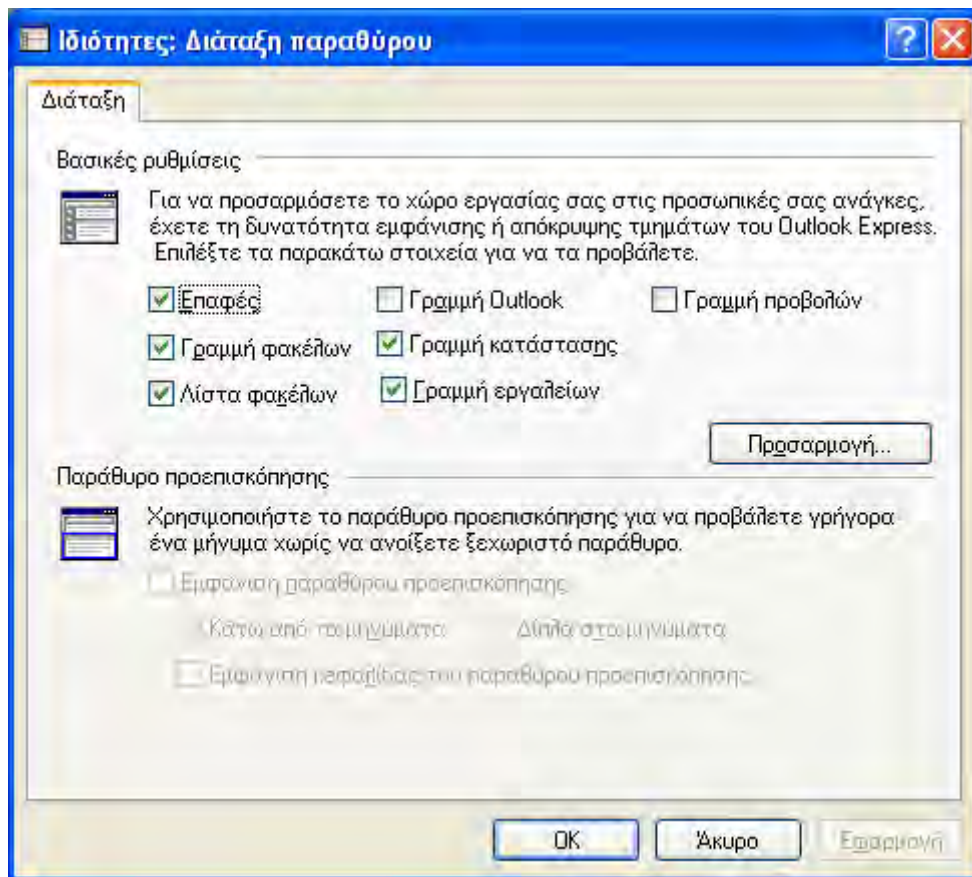 Ιδιότητες: Διάταξη παραθύρου
Διάταξη
Βασικές ρυθμίσεις
Για να προσαρμόσετε το χώρο εργασίας σας στις προσωπικές σας ανάγκες,
έχετε τη δυνατότητα εμφάνισης ή απόκρυψης τμημάτων του Outlook Express.
Επιλέξτε τα παρακάτω στοιχεία για να τα προβάλετε.
Επαφές Γραμμή Outlook Γραμμή προβολών
Γραμμή φακέλων Γραμμή κατάστασης
Λίστα φακέλων Γραμμή εργαλείων
Προσαρμογή...
Παράθυρο προεπισκόπησης
Χρησιμοποιήστε το παράθυρο προεπισκόπησης για να προβάλετε γρήγορα
ένα μήνυμα χωρίς να ανοίξετε ξεχωριστό παράθυρο.
Εμφάνιση παραθύρου προεπισκόπησης
Κάτω από τα μηνύματα Δίπλα στα μηνύματα
Εμφάνιση κεφαλίδας του παραθύρου προεπισκόπησης
OK Άκυρο Εφαρμογή